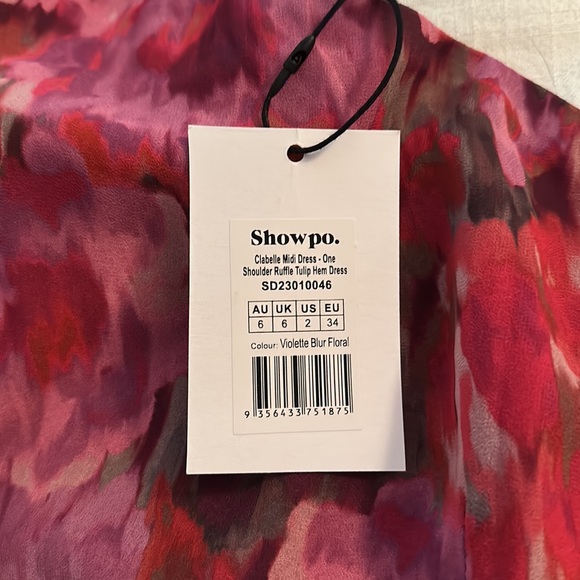 Showpo.
Clabelle Midi Dress - One
Shoulder Ruffle Tulip Hem Dress
SD23010046
AU UK US EU
6 6 2 34
Colour: Violette Blur Floral
9 356433 751875